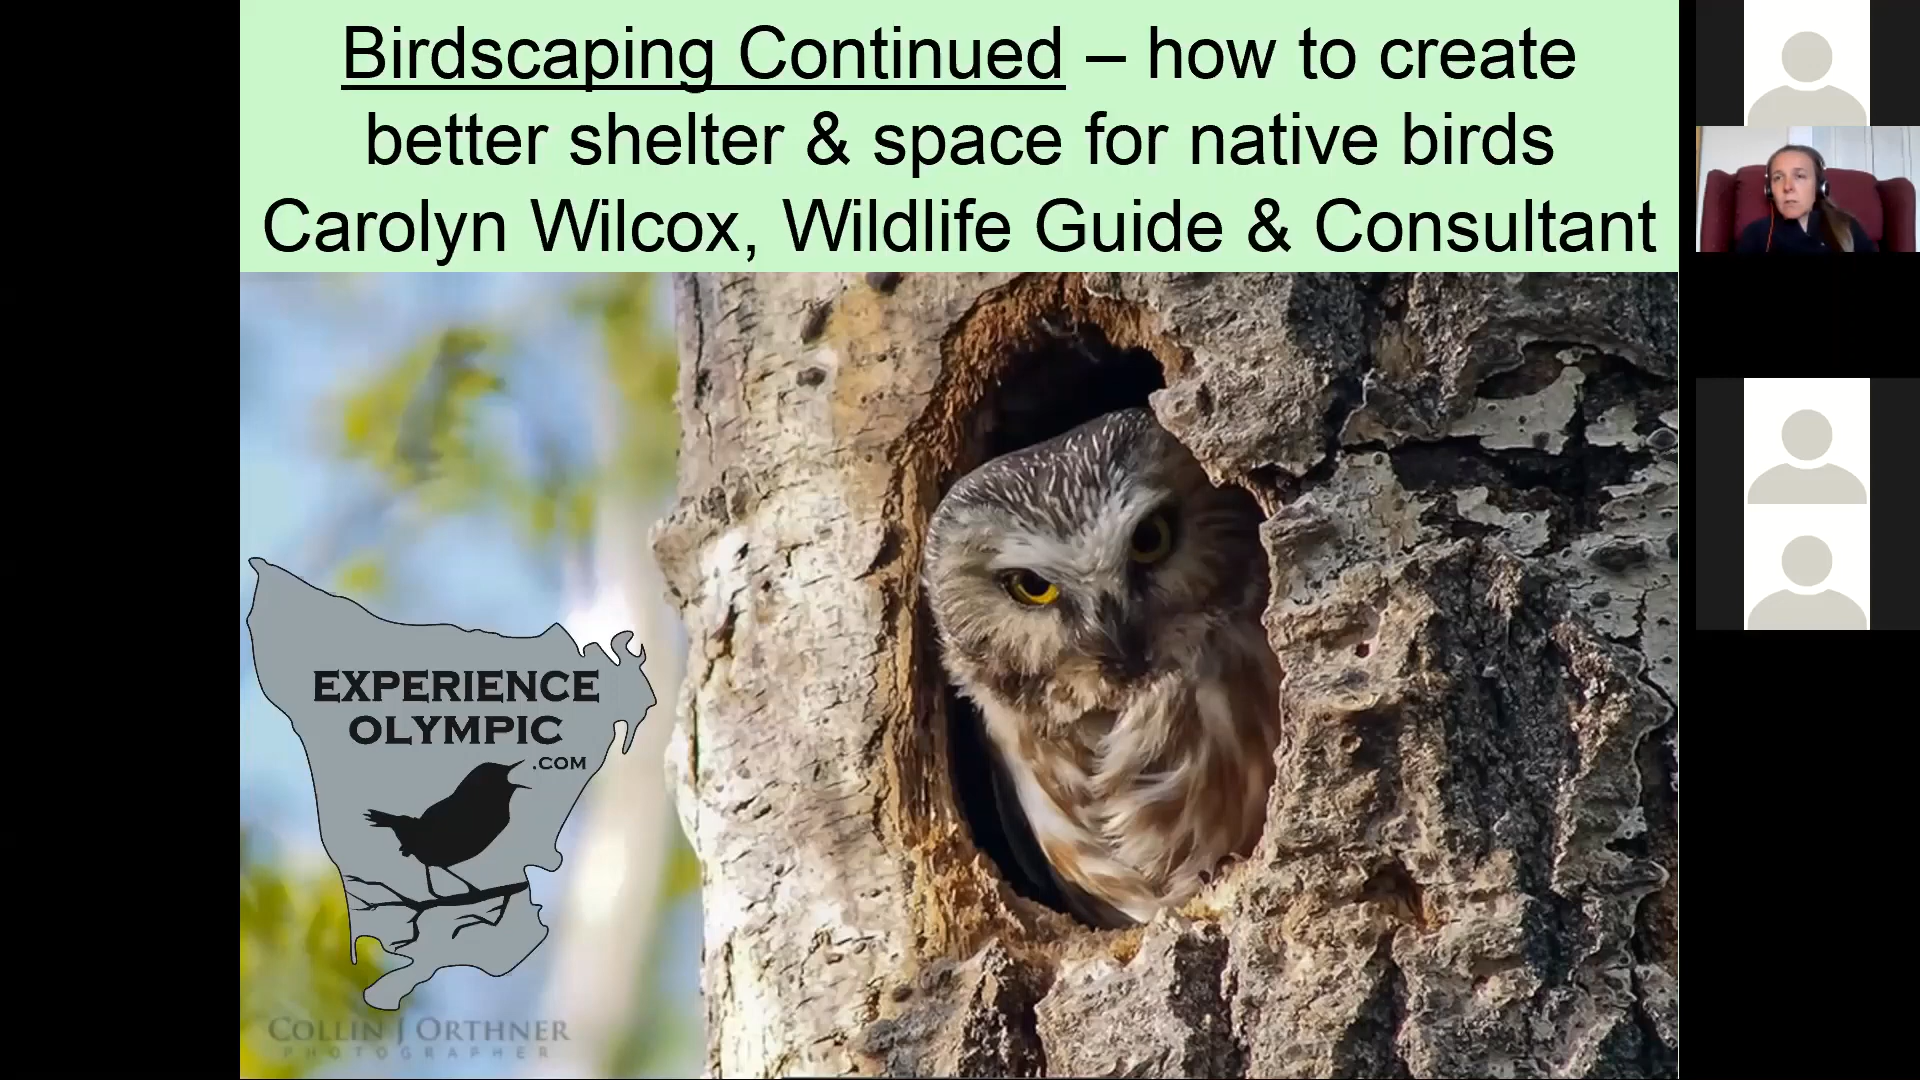 Birdscaping Continued – how to create
better shelter & space for native birds
Carolyn Wilcox, Wildlife Guide & Consultant
EXPERIENCE
OLYMPIC
.COM
COLLIN J ORTHNER
PHOTOGRAPHER